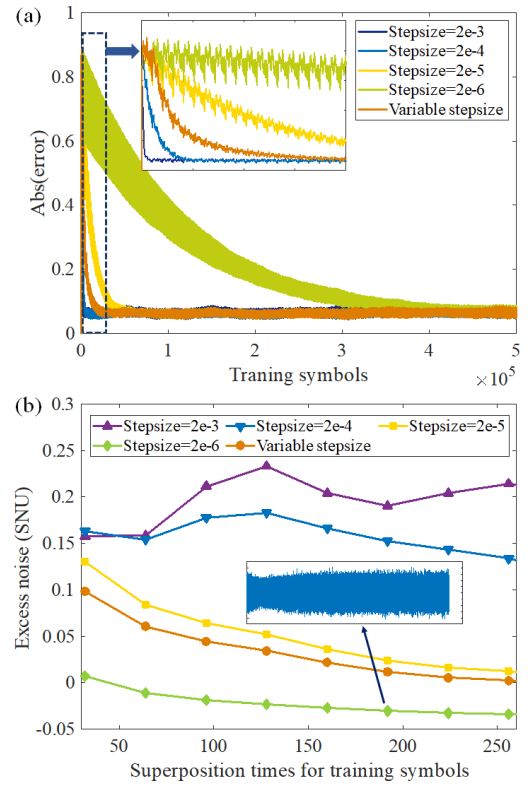 (a)
Stepsize=2e-3
Stepsize=2e-4
Stepsize=2e-5
Stepsize=2e-6
Variable stepsize
Abs(error)
1
0.8
0.6
0.4
0.2
0
0 1 2 3 4 5
Traning symbols
×10^5
(b)
Stepsize=2e-3 Stepsize=2e-4 Stepsize=2e-5
Stepsize=2e-6 Variable stepsize
Excess noise (SNU)
0.3
0.25
0.2
0.15
0.1
0.05
0
-0.05
50 100 150 200 250
Superposition times for training symbols